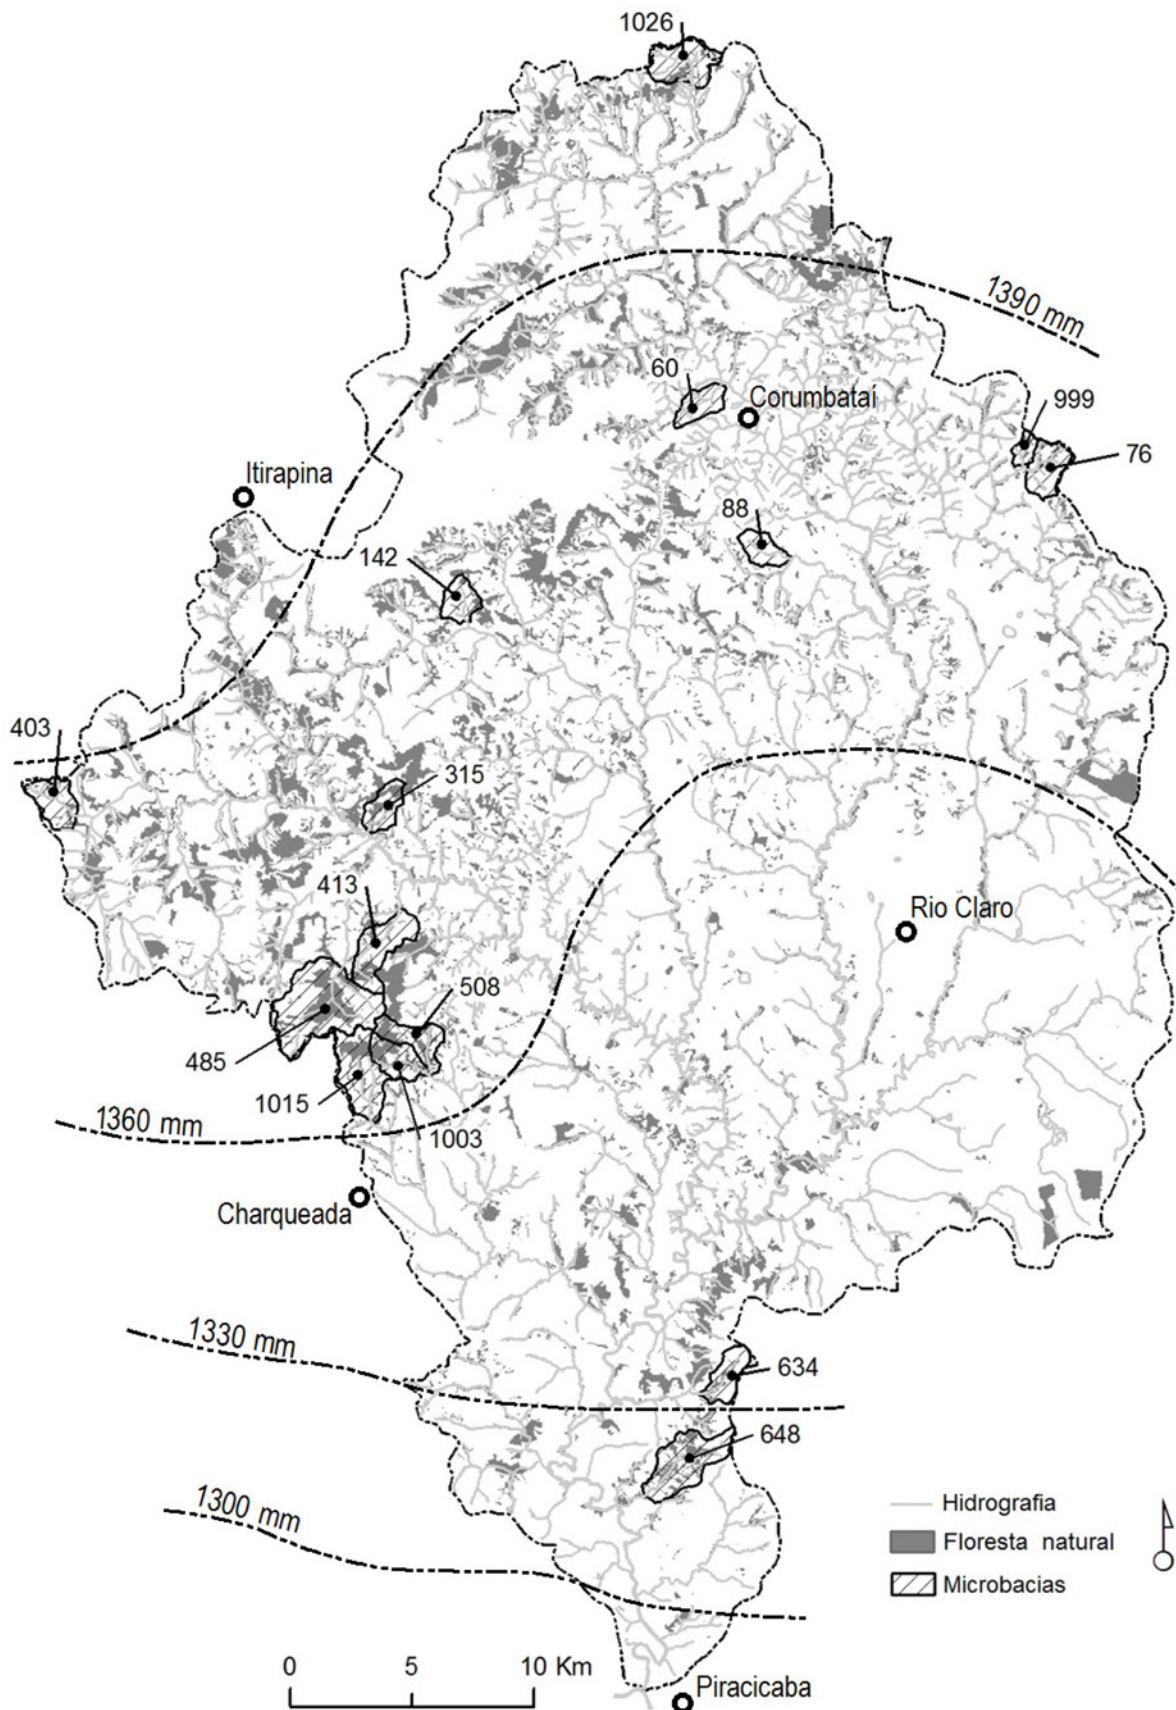 1026
1390 mm
60
Corumbataí
999
76
Itirapina
88
142
403
315
413
Rio Claro
508
485
1015
1003
1360 mm
Charqueada
1330 mm
634
648
1300 mm
Hidrografia
Floresta natural
Microbacias
0 5 10 Km
Piracicaba